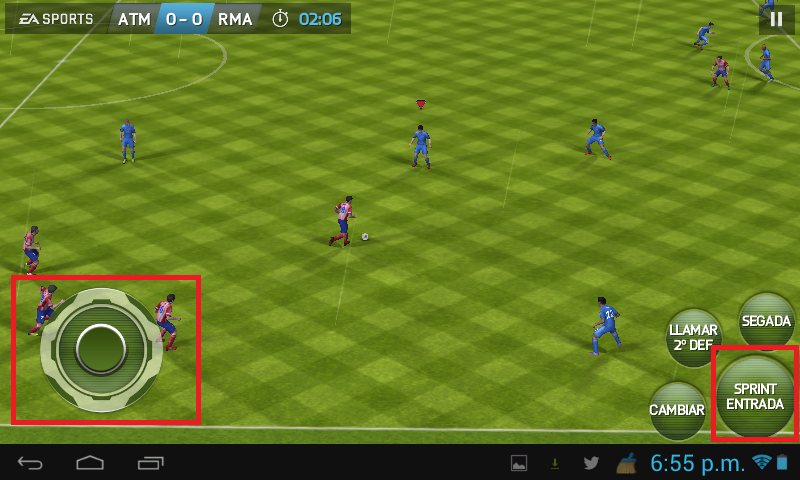 EA SPORTS ATM 0-0 RMA 02:06
SEGADA
LLAMAR
2º DEF
SPRINT
ENTRADA
CAMBIAR
6:55 p.m.